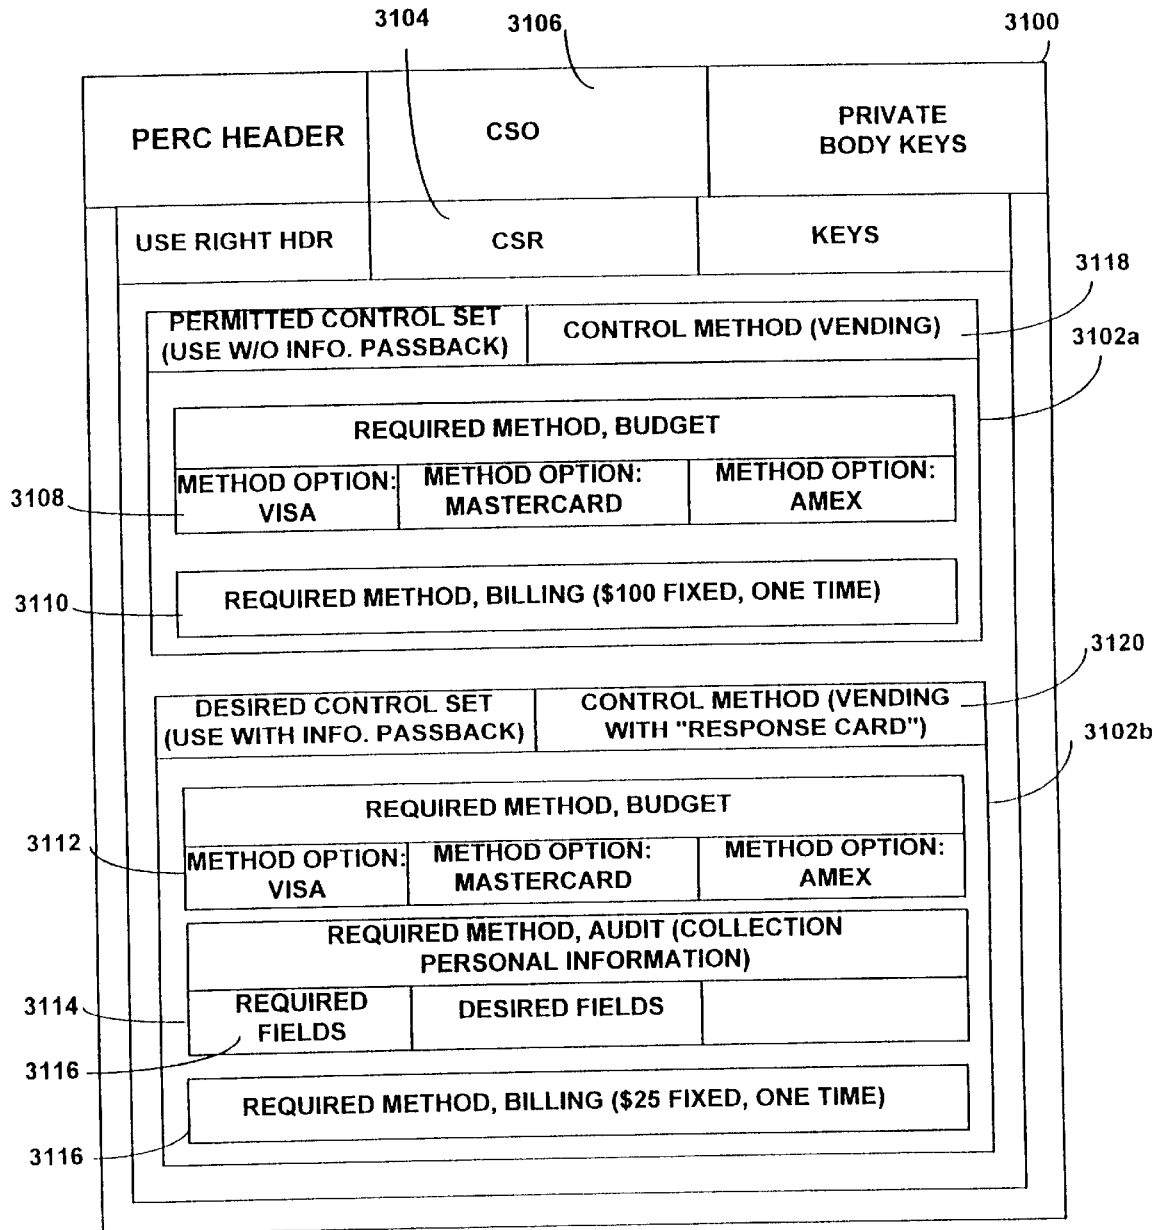 3104
3106
3100
PERC HEADER
CSO
PRIVATE
BODY KEYS
USE RIGHT HDR
CSR
KEYS
3118
PERMITTED CONTROL SET
(USE W/O INFO. PASSBACK)
CONTROL METHOD (VENDING)
3102a
REQUIRED METHOD, BUDGET
METHOD OPTION:
VISA
METHOD OPTION:
MASTERCARD
METHOD OPTION:
AMEX
3108
3110
REQUIRED METHOD, BILLING ($100 FIXED, ONE TIME)
3120
DESIRED CONTROL SET
(USE WITH INFO. PASSBACK)
CONTROL METHOD (VENDING
WITH "RESPONSE CARD")
3102b
REQUIRED METHOD, BUDGET
3112
METHOD OPTION:
VISA
METHOD OPTION:
MASTERCARD
METHOD OPTION:
AMEX
REQUIRED METHOD, AUDIT (COLLECTION
PERSONAL INFORMATION)
3114
REQUIRED
FIELDS
DESIRED FIELDS
3116
REQUIRED METHOD, BILLING ($25 FIXED, ONE TIME)
3116